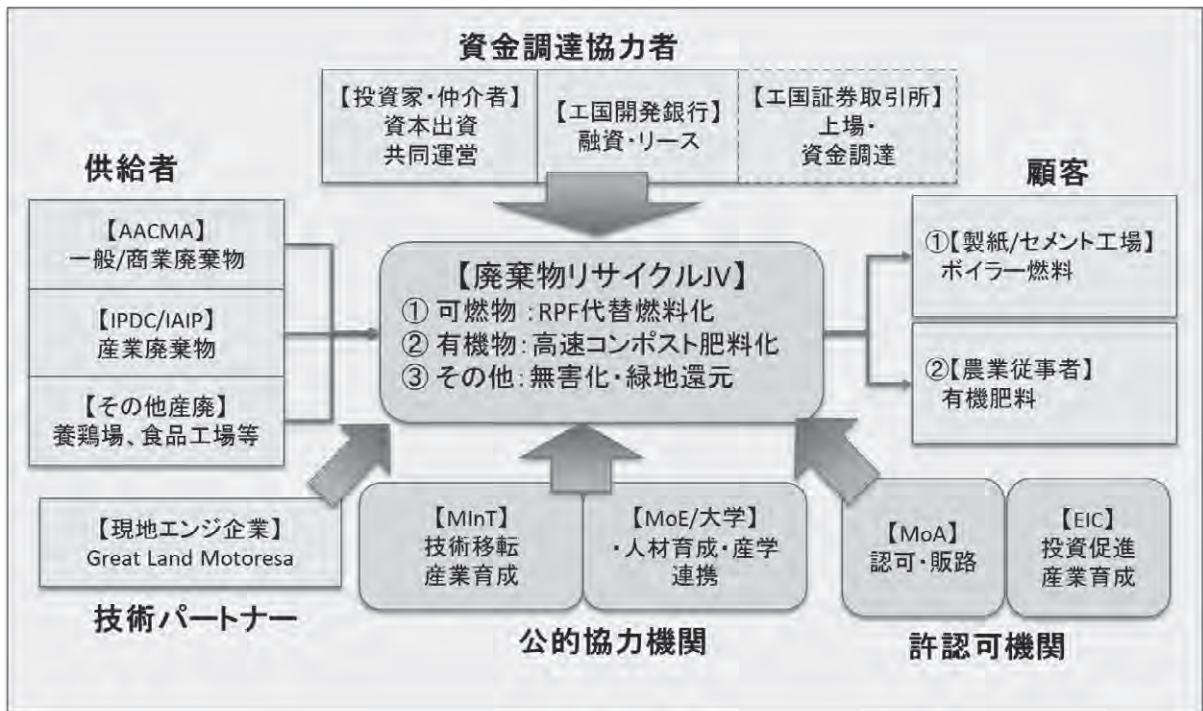 資金調達協力者
【投資家・仲介者】
資本出資
共同運営
【エ国開発銀行】
融資・リース
【エ国証券取引所】
上場・
資金調達
供給者
【AACMA】
一般/商業廃棄物
【IPDC/IAIP】
産業廃棄物
【その他産廃】
養鶏場、食品工場等
【廃棄物リサイクルJV】
① 可燃物：RPF代替燃料化
② 有機物：高速コンポスト肥料化
③ その他：無害化・緑地還元
顧客
①【製紙/セメント工場】
ボイラー燃料
②【農業従事者】
有機肥料
【現地エンジ企業】
Great Land Motoresa
技術パートナー
【MInT】
技術移転
産業育成
【MoE/大学】
・人材育成・産学
連携
公的協力機関
【MoA】
認可・販路
【EIC】
投資促進
産業育成
許認可機関